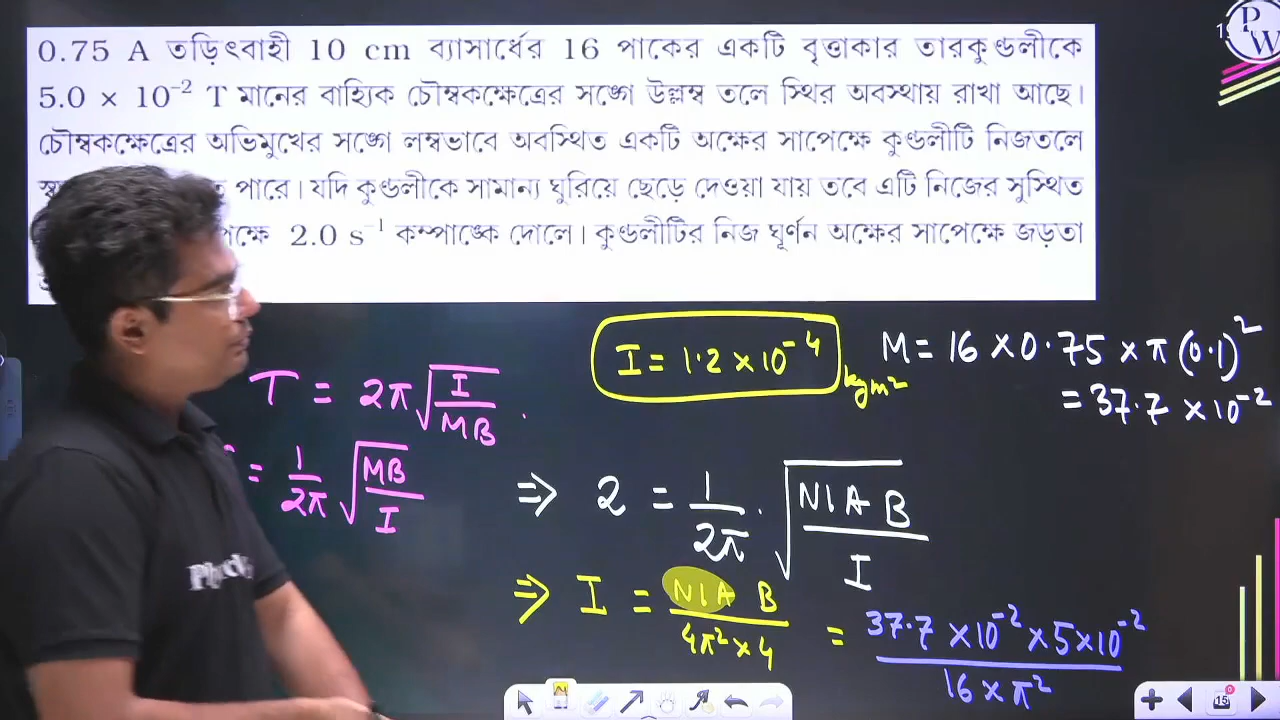 0.75 A তড়িৎবাহী 10 cm ব্যাসার্ধের 16 পাকের একটি বৃত্তাকার তারকুণ্ডলীকে
5.0 × 10⁻² T মানের বাহ্যিক চৌম্বকক্ষেত্রের সঙ্গে উল্লম্ব তলে স্থির অবস্থায় রাখা আছে।
চৌম্বকক্ষেত্রের অভিমুখের সঙ্গে লম্বভাবে অবস্থিত একটি অক্ষের সাপেক্ষে কুণ্ডলীটি নিজতলে
পারে। যদি কুণ্ডলীকে সামান্য ঘুরিয়ে ছেড়ে দেওয়া যায় তবে এটি নিজের সুস্থিত
2.0 s⁻¹ কম্পাঙ্কে দোলে। কুণ্ডলীটির নিজ ঘূর্ণন অক্ষের সাপেক্ষে জড়তা
P
W
I = 1.2 × 10⁻⁴ kgm²
M = 16 × 0.75 × π (0.1)²
= 37.7 × 10⁻²
T = 2π √(I/MB)
= 1/2π √(MB/I)
⇒ 2 = 1/2π · √(NIAB/I)
⇒ I = NIAB/(4π² × 4) = (37.7 × 10⁻² × 5 × 10⁻²)/(16 × π²)
15